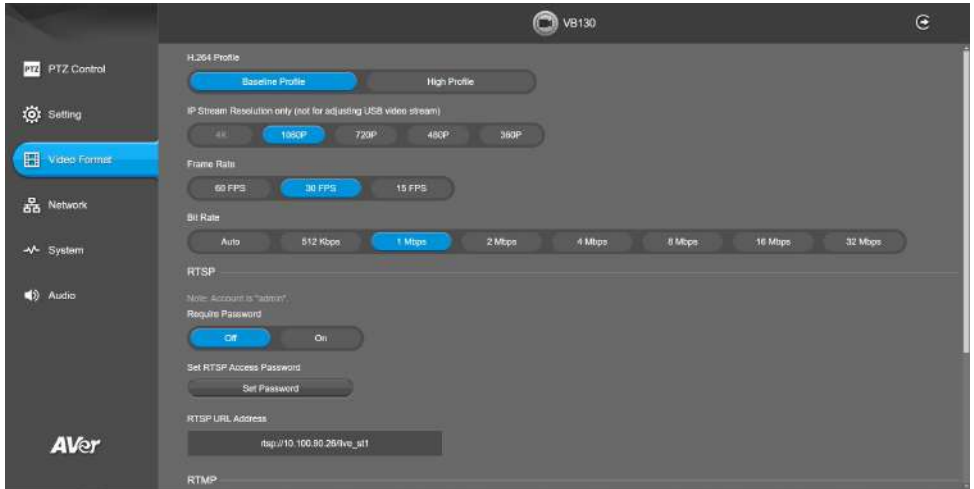 VB130
PTZ PTZ Control
Setting
Video Format
Network
System
Audio
AVer
H.264 Profile
Baseline Profile High Profile
IP Stream Resolution only (not for adjusting USB video stream)
4K 1080P 720P 480P 360P
Frame Rate
60 FPS 30 FPS 15 FPS
Bit Rate
Auto 512 Kbps 1 Mbps 2 Mbps 4 Mbps 8 Mbps 16 Mbps 32 Mbps
RTSP
Note: Account is "admin".
Require Password
Off On
Set RTSP Access Password
Set Password
RTSP URL Address
rtsp://10.100.90.26/live_st1
RTMP